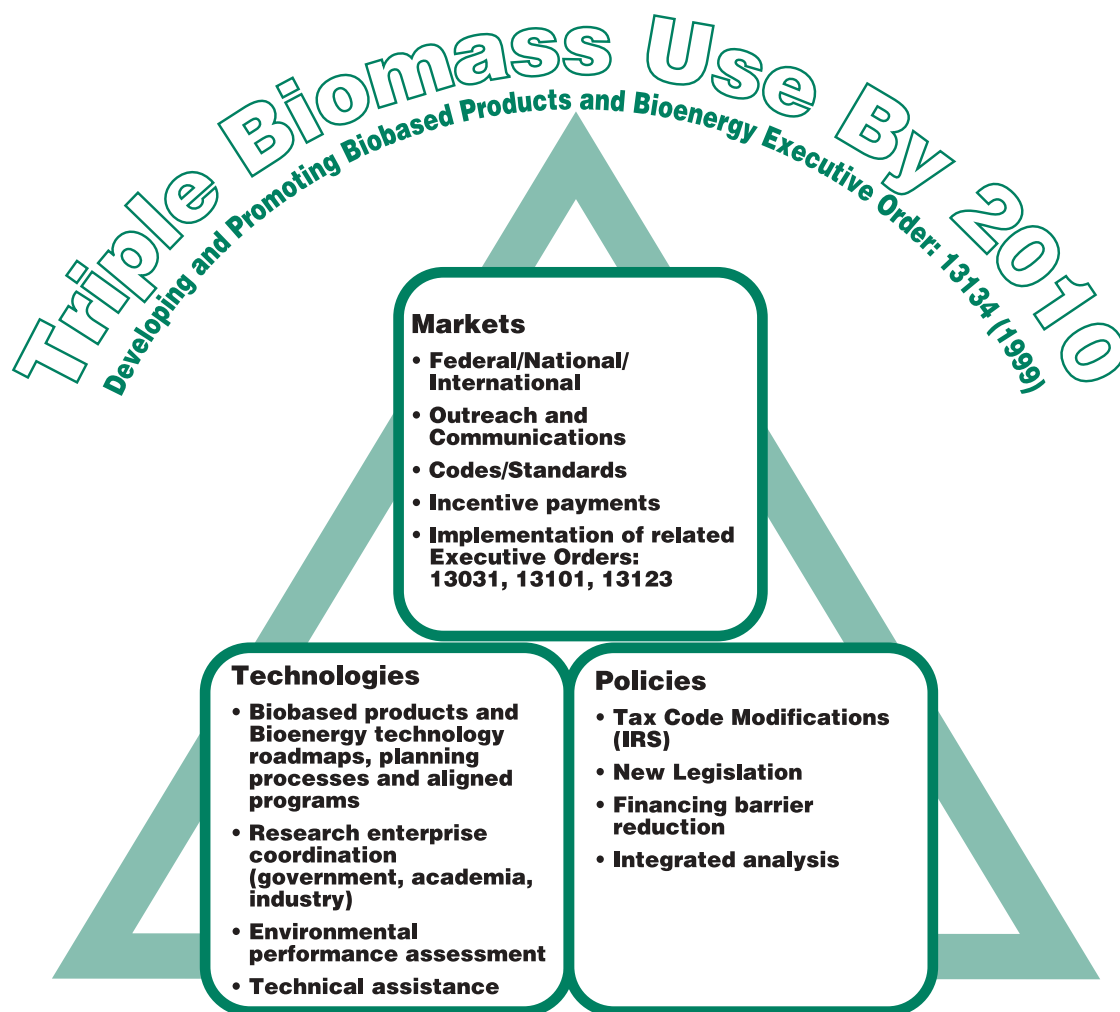 Triple Biomass Use By 2010
Developing and Promoting Biobased Products and Bioenergy Executive Order: 13134 (1999)
Markets
• Federal/National/
International
• Outreach and
Communications
• Codes/Standards
• Incentive payments
• Implementation of related
Executive Orders:
13031, 13101, 13123
Technologies
• Biobased products and
Bioenergy technology
roadmaps, planning
processes and aligned
programs
• Research enterprise
coordination
(government, academia,
industry)
• Environmental
performance assessment
• Technical assistance
Policies
• Tax Code Modifications
(IRS)
• New Legislation
• Financing barrier
reduction
• Integrated analysis